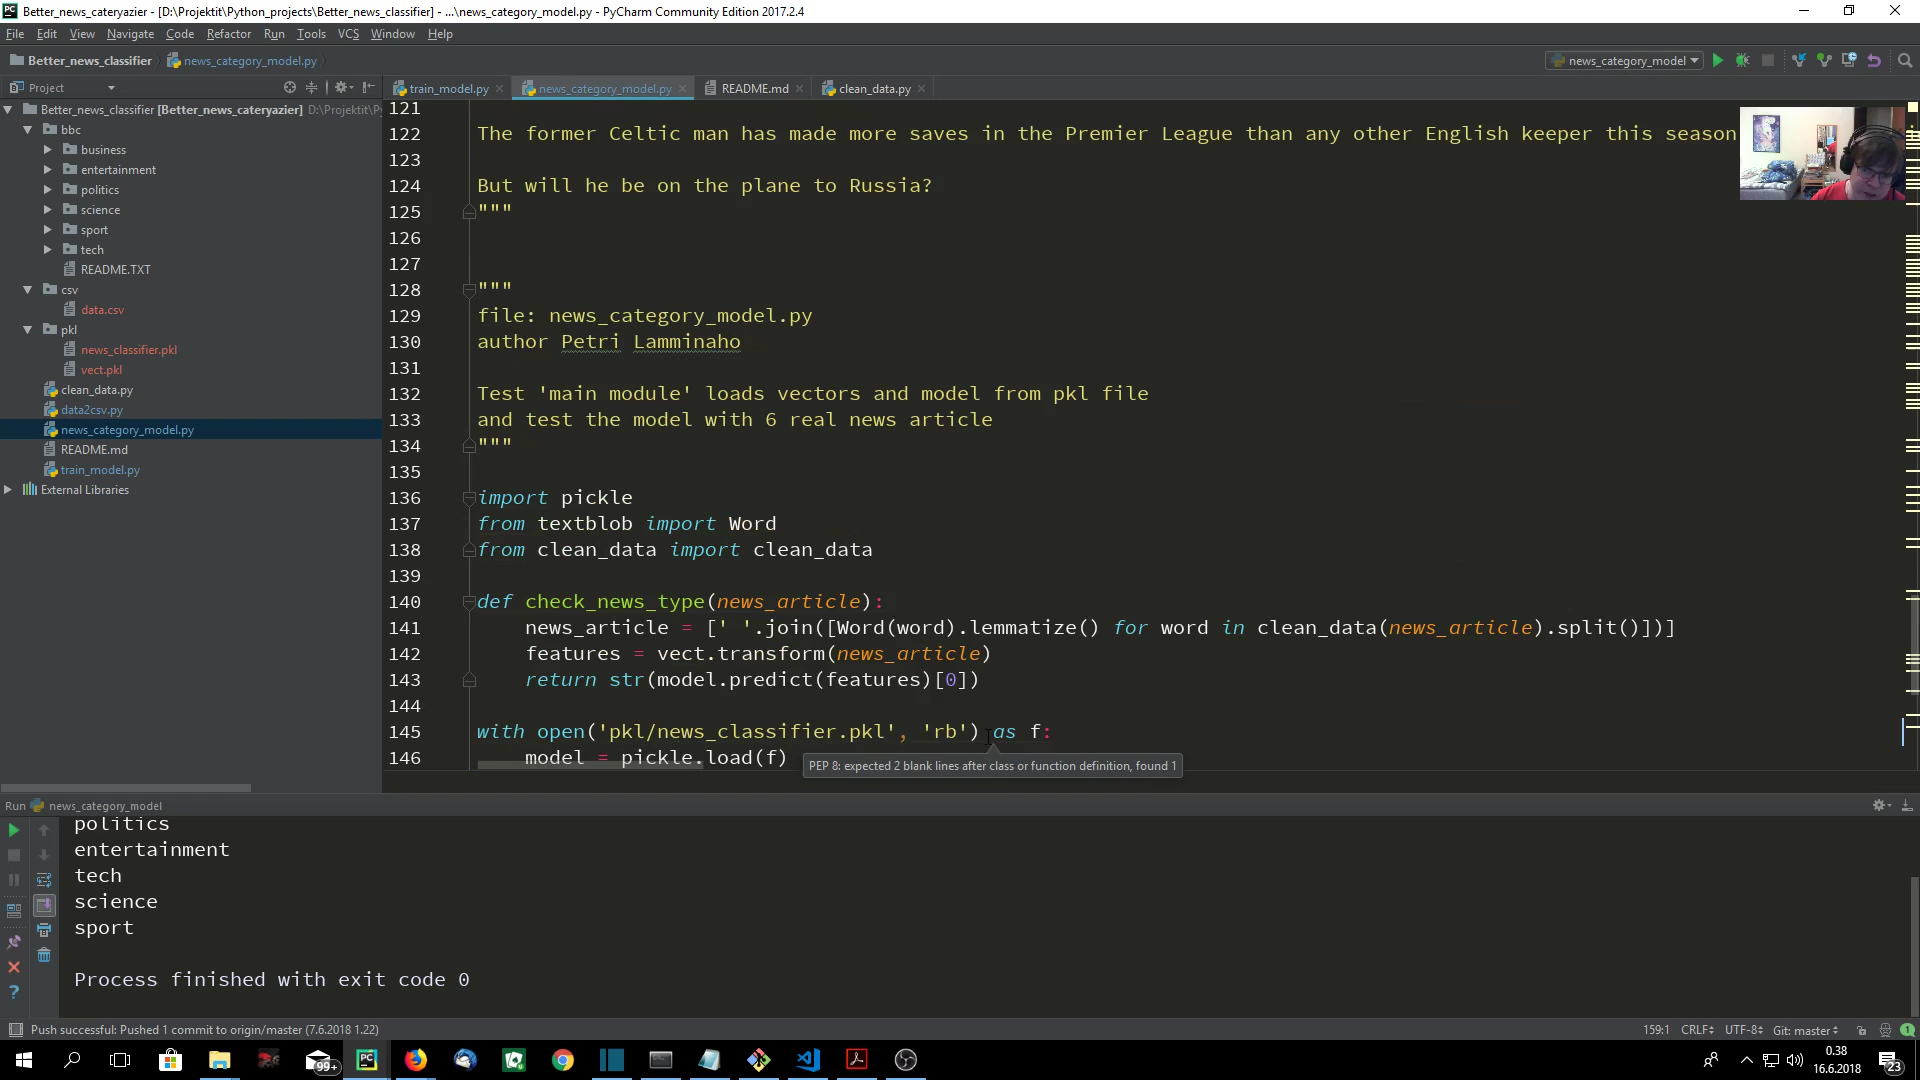 Better_news_cateryazier - [D:\Projektit\Python_projects\Better_news_classifier] - ...\news_category_model.py - PyCharm Community Edition 2017.2.4
File Edit View Navigate Code Refactor Run Tools VCS Window Help
Better_news_classifier news_category_model.py news_category_model
Project train_model.py news_category_model.py README.md clean_data.py
Better_news_classifier [Better_news_cateryazier] D:\Projektit\P
bbc
business
entertainment
politics
science
sport
tech
README.TXT
csv
data.csv
pkl
news_classifier.pkl
vect.pkl
clean_data.py
data2csv.py
news_category_model.py
README.md
train_model.py
External Libraries
121
122 The former Celtic man has made more saves in the Premier League than any other English keeper this season
123
124 But will he be on the plane to Russia?
125 """
126
127
128 """
129 file: news_category_model.py
130 author Petri Lamminaho
131
132 Test 'main module' loads vectors and model from pkl file
133 and test the model with 6 real news article
134 """
135
136 import pickle
137 from textblob import Word
138 from clean_data import clean_data
139
140 def check_news_type(news_article):
141 news_article = [' '.join([Word(word).lemmatize() for word in clean_data(news_article).split()])]
142 features = vect.transform(news_article)
143 return str(model.predict(features)[0])
144
145 with open('pkl/news_classifier.pkl', 'rb') as f:
146 model = pickle.load(f)
PEP 8: expected 2 blank lines after class or function definition, found 1
Run news_category_model
politics
entertainment
tech
science
sport
Process finished with exit code 0
Push successful: Pushed 1 commit to origin/master (7.6.2018 1.22) 159:1 CRLF UTF-8 Git: master 1
99+
0.38
16.6.2018
23